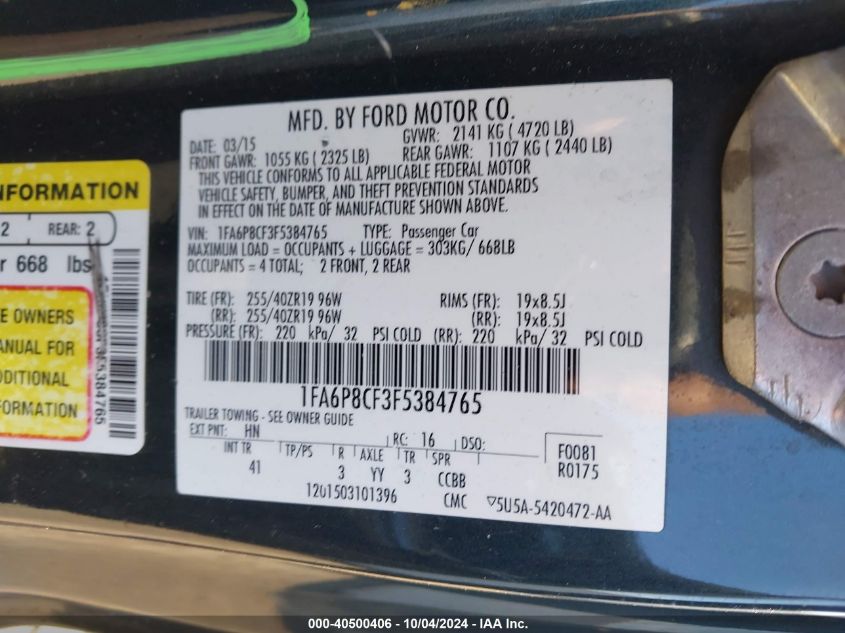 MFD. BY FORD MOTOR CO.
DATE: 03/15 GVWR: 2141 KG ( 4720 LB)
FRONT GAWR: 1055 KG ( 2325 LB) REAR GAWR: 1107 KG ( 2440 LB)
THIS VEHICLE CONFORMS TO ALL APPLICABLE FEDERAL MOTOR
VEHICLE SAFETY, BUMPER, AND THEFT PREVENTION STANDARDS
IN EFFECT ON THE DATE OF MANUFACTURE SHOWN ABOVE.
VIN: 1FA6P8CF3F5384765 TYPE: Passenger Car
MAXIMUM LOAD = OCCUPANTS + LUGGAGE = 303KG/ 668LB
OCCUPANTS = 4 TOTAL; 2 FRONT, 2 REAR
TIRE (FR): 255/40ZR19 96W RIMS (FR): 19x8.5J
(RR): 255/40ZR19 96W (RR): 19x8.5J
PRESSURE (FR): 220 kPa/ 32 PSI COLD (RR): 220 kPa/ 32 PSI COLD
1FA6P8CF3F5384765
TRAILER TOWING - SEE OWNER GUIDE
EXT PNT: HN RC: 16 DSO: F0081
INT TR TP/PS R AXLE TR SPR R0175
41 3 YY 3 CCBB
1201503101396 CMC ▽5U5A-5420472-AA
NFORMATION
2 REAR: 2
r 668 lbs
E OWNERS
ANUAL FOR
DITIONAL
FORMATION
3F5384765
000-40500406 - 10/04/2024 - IAA Inc.